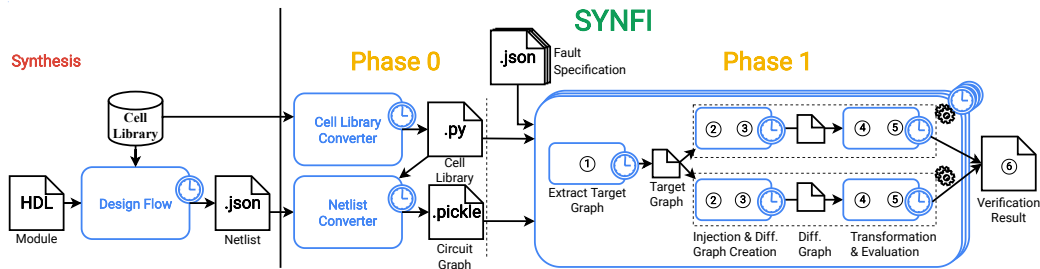 SYNFI
Synthesis
Phase 0
Phase 1
.json
Fault
Specification
Cell
Library
Cell Library
Converter
.py
Cell
Library
HDL
Module
Design Flow
.json
Netlist
Netlist
Converter
.pickle
Circuit
Graph
①
Extract Target
Graph
Target
Graph
② ③
④ ⑤
② ③
④ ⑤
Injection & Diff.
Graph Creation
Diff.
Graph
Transformation
& Evaluation
⑥
Verification
Result